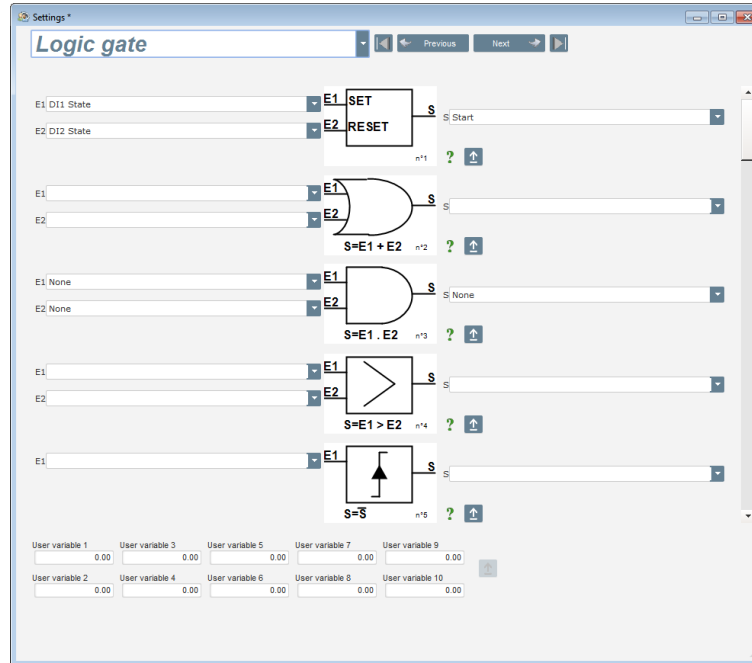 Settings *
Logic gate
Previous
Next
E1 DI1 State
E1 SET
S
S Start
E2 DI2 State
E2 RESET
n°1
?
E1
E1
S
S
E2
E2
S=E1 + E2
n°2
?
E1 None
E1
S
S None
E2 None
E2
S=E1 . E2
n°3
?
E1
E1
S
S
E2
E2
S=E1 > E2
n°4
?
E1
E1
S
S
S=S̅
n°5
?
User variable 1 User variable 3 User variable 5 User variable 7 User variable 9
0.00 0.00 0.00 0.00 0.00
User variable 2 User variable 4 User variable 6 User variable 8 User variable 10
0.00 0.00 0.00 0.00 0.00